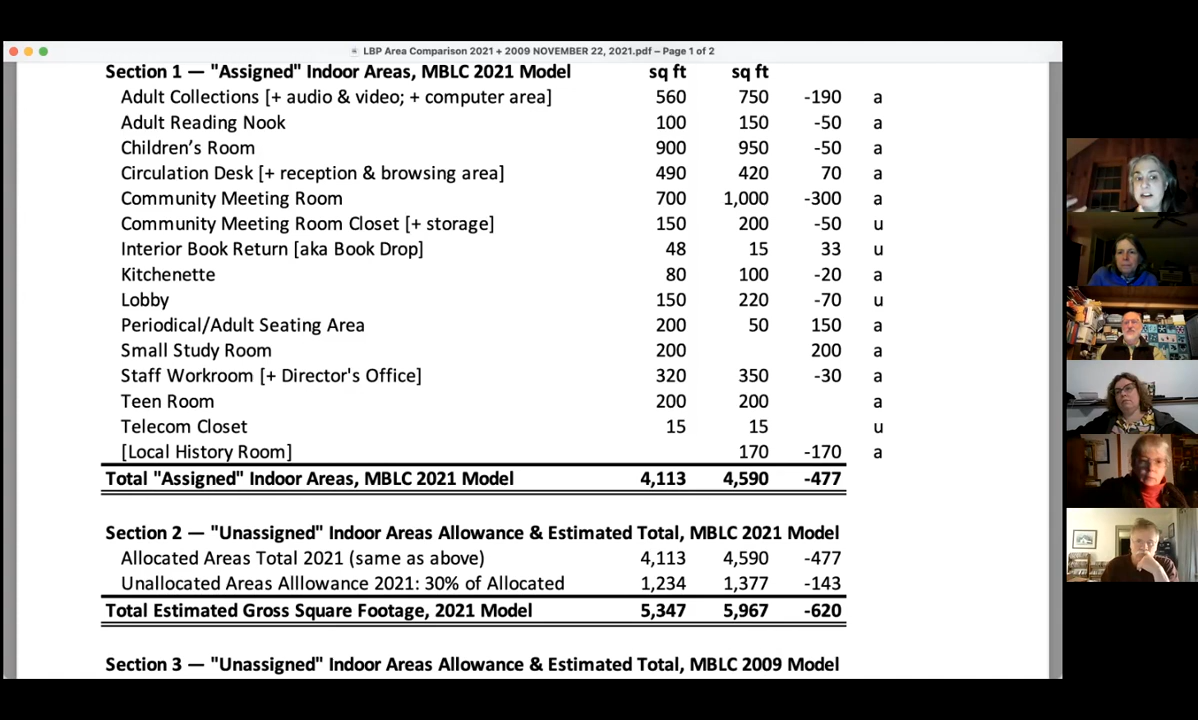 LBP Area Comparison 2021 + 2009 NOVEMBER 22, 2021.pdf – Page 1 of 2
Section 1 — "Assigned" Indoor Areas, MBLC 2021 Model sq ft sq ft
Adult Collections [+ audio & video; + computer area] 560 750 -190 a
Adult Reading Nook 100 150 -50 a
Children's Room 900 950 -50 a
Circulation Desk [+ reception & browsing area] 490 420 70 a
Community Meeting Room 700 1,000 -300 a
Community Meeting Room Closet [+ storage] 150 200 -50 u
Interior Book Return [aka Book Drop] 48 15 33 u
Kitchenette 80 100 -20 a
Lobby 150 220 -70 u
Periodical/Adult Seating Area 200 50 150 a
Small Study Room 200 200 a
Staff Workroom [+ Director's Office] 320 350 -30 a
Teen Room 200 200 a
Telecom Closet 15 15 u
[Local History Room] 170 -170 a
Total "Assigned" Indoor Areas, MBLC 2021 Model 4,113 4,590 -477
Section 2 — "Unassigned" Indoor Areas Allowance & Estimated Total, MBLC 2021 Model
Allocated Areas Total 2021 (same as above) 4,113 4,590 -477
Unallocated Areas Alllowance 2021: 30% of Allocated 1,234 1,377 -143
Total Estimated Gross Square Footage, 2021 Model 5,347 5,967 -620
Section 3 — "Unassigned" Indoor Areas Allowance & Estimated Total, MBLC 2009 Model